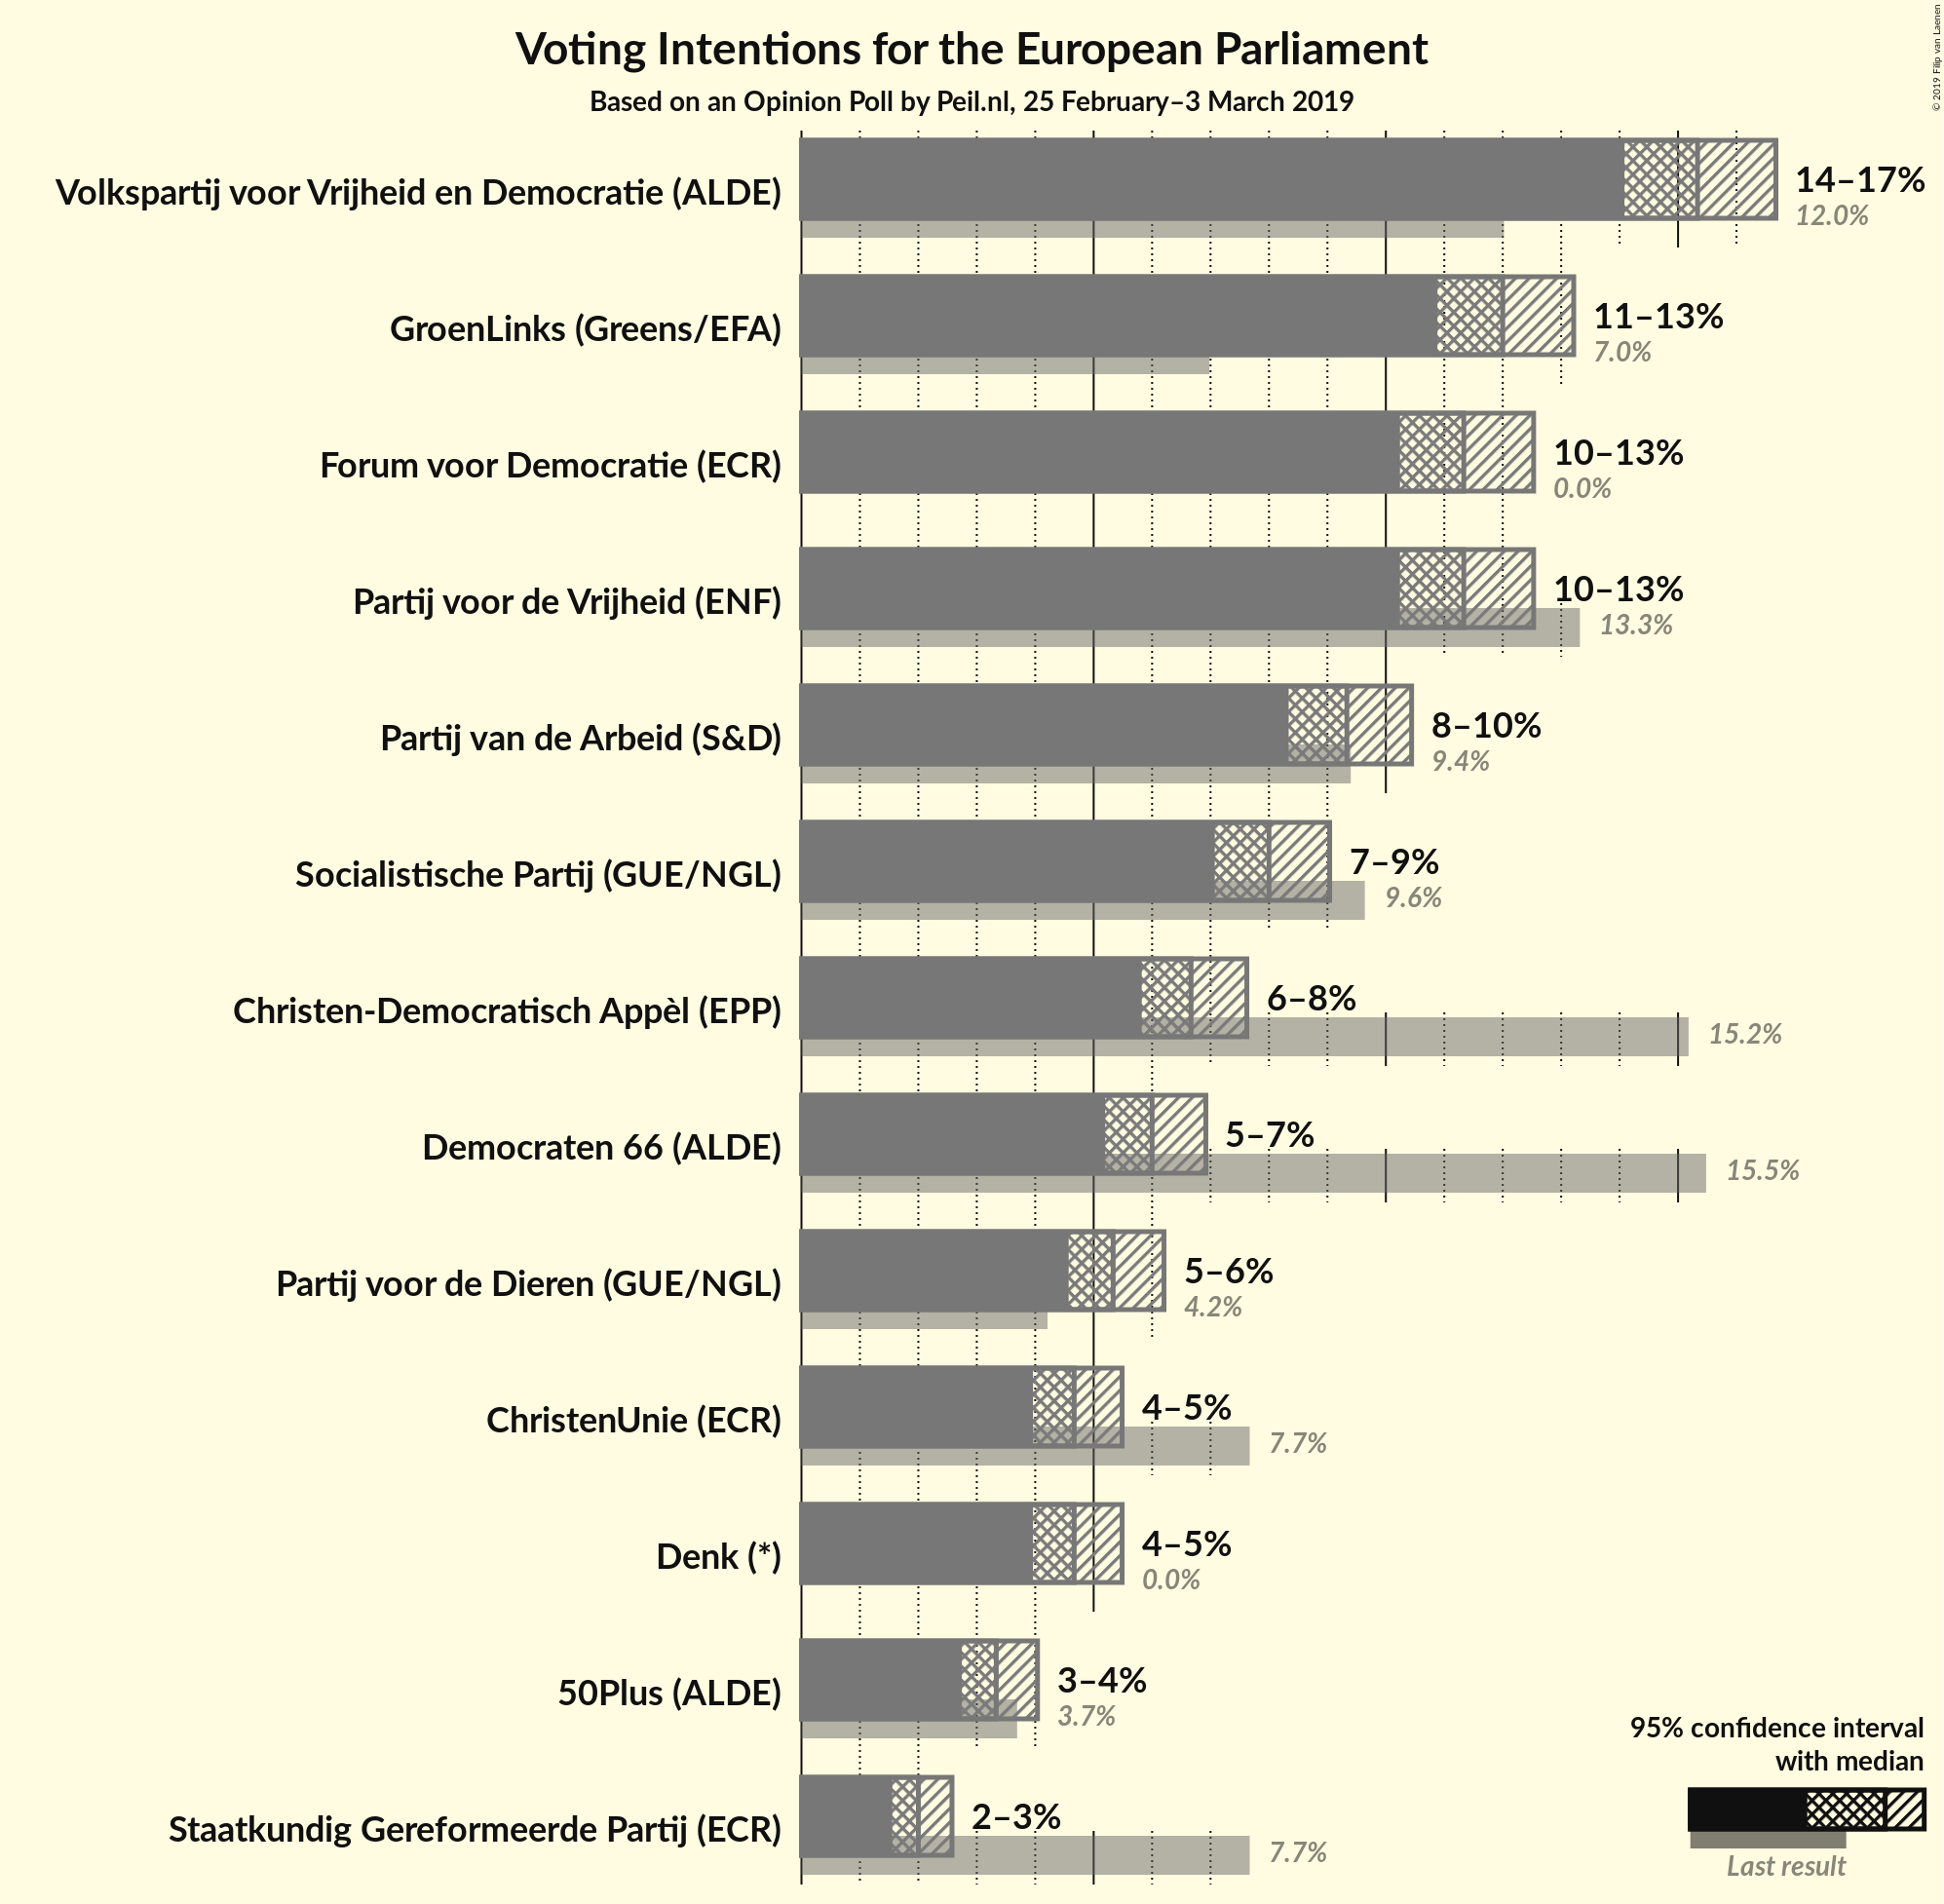 Voting Intentions for the European Parliament
Based on an Opinion Poll by Peil.nl, 25 February–3 March 2019
© 2019 Filip van Laenen
Volkspartij voor Vrijheid en Democratie (ALDE)
14–17%
12.0%
GroenLinks (Greens/EFA)
11–13%
7.0%
Forum voor Democratie (ECR)
10–13%
0.0%
Partij voor de Vrijheid (ENF)
10–13%
13.3%
Partij van de Arbeid (S&D)
8–10%
9.4%
Socialistische Partij (GUE/NGL)
7–9%
9.6%
Christen-Democratisch Appèl (EPP)
6–8%
15.2%
Democraten 66 (ALDE)
5–7%
15.5%
Partij voor de Dieren (GUE/NGL)
5–6%
4.2%
ChristenUnie (ECR)
4–5%
7.7%
Denk (*)
4–5%
0.0%
50Plus (ALDE)
3–4%
3.7%
Staatkundig Gereformeerde Partij (ECR)
2–3%
7.7%
95% confidence interval
with median
Last result